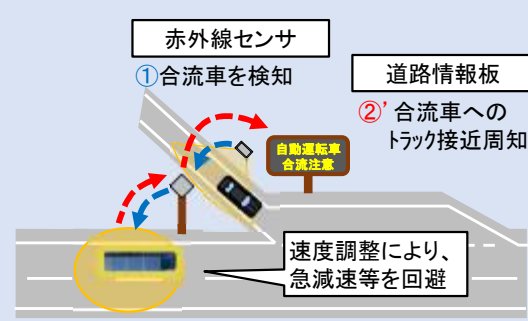 赤外線センサ
①合流車を検知
道路情報板
②’合流車への
トラック接近周知
自動運転車
合流注意
速度調整により、
急減速等を回避